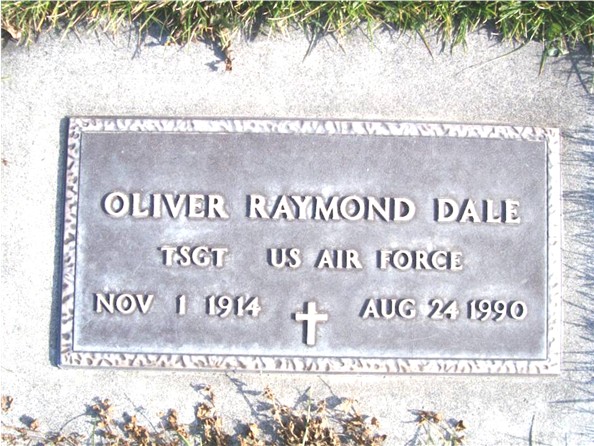 OLIVER RAYMOND DALE
TSGT US AIR FORCE
NOV 1 1914 AUG 24 1990